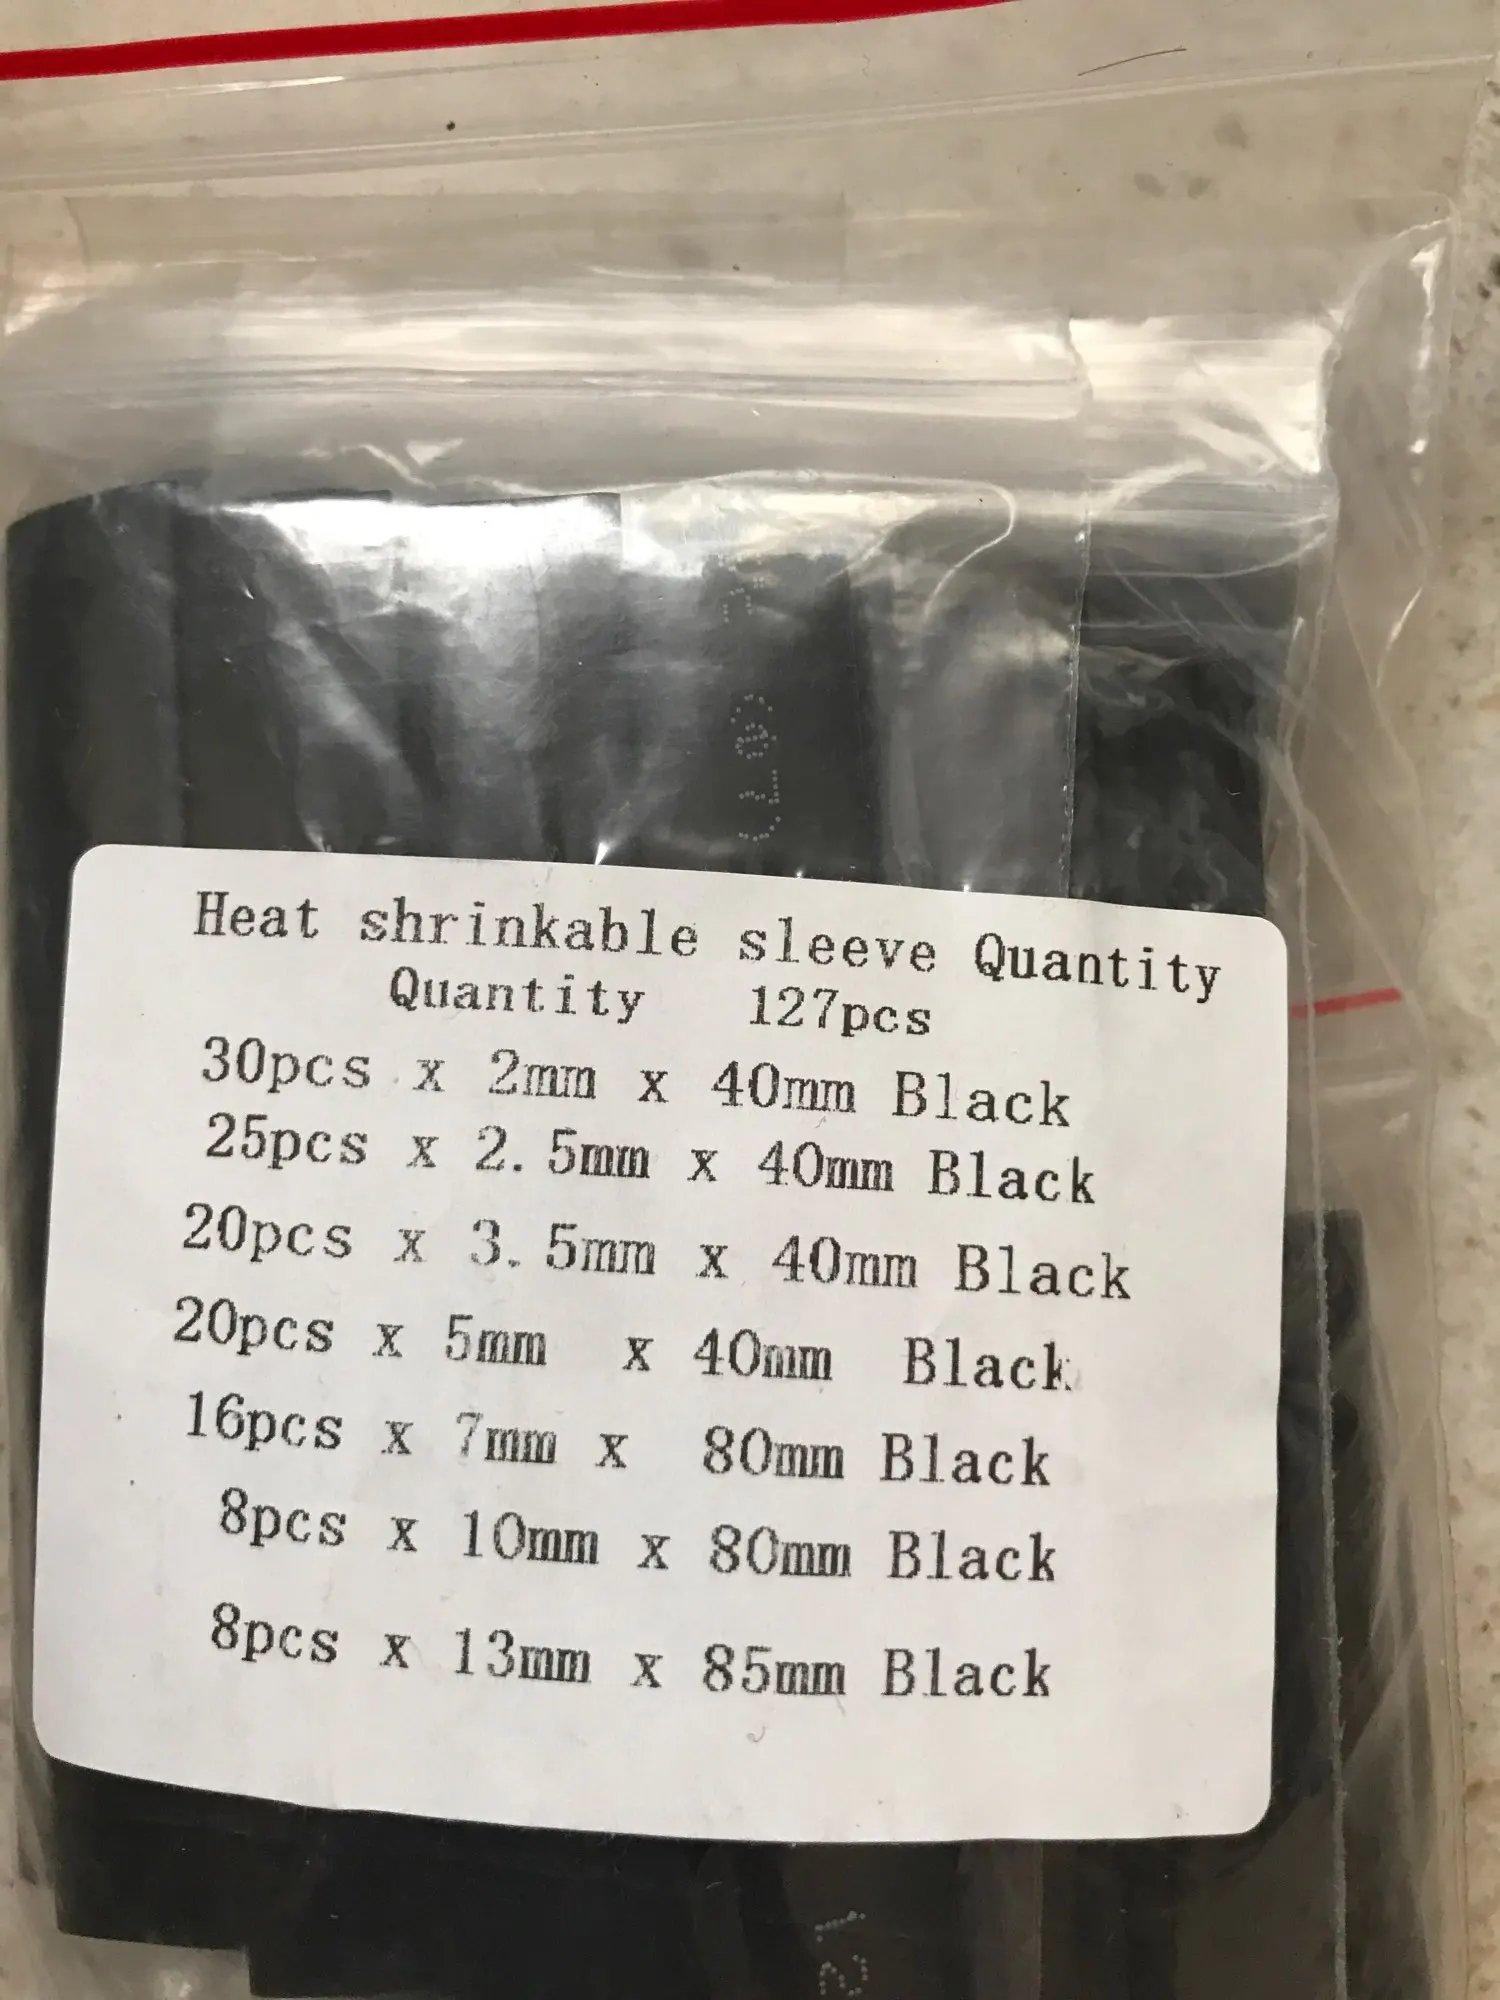 Heat shrinkable sleeve Quantity
Quantity 127pcs
30pcs x 2mm x 40mm Black
25pcs x 2.5mm x 40mm Black
20pcs x 3.5mm x 40mm Black
20pcs x 5mm x 40mm Black
16pcs x 7mm x 80mm Black
8pcs x 10mm x 80mm Black
8pcs x 13mm x 85mm Black